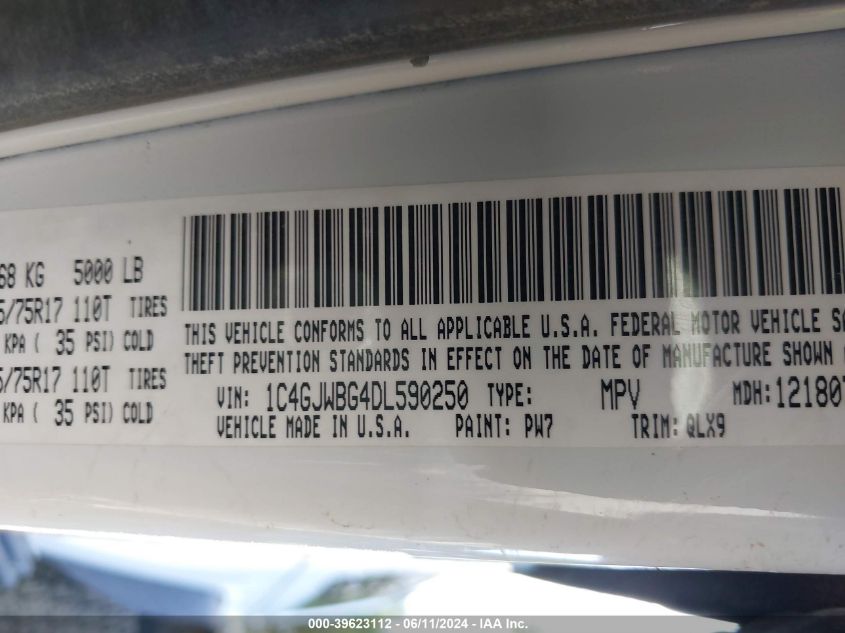 68 KG 5000 LB
5/75R17 110T TIRES
KPA ( 35 PSI) COLD
5/75R17 110T TIRES
KPA ( 35 PSI) COLD
THIS VEHICLE CONFORMS TO ALL APPLICABLE U.S.A. FEDERAL MOTOR VEHICLE SA
THEFT PREVENTION STANDARDS IN EFFECT ON THE DATE OF MANUFACTURE SHOWN
VIN: 1C4GJWBG4DL590250 TYPE: MPV MDH: 121807
VEHICLE MADE IN U.S.A. PAINT: PW7 TRIM: QLX9
000-39623112 - 06/11/2024 - IAA Inc.